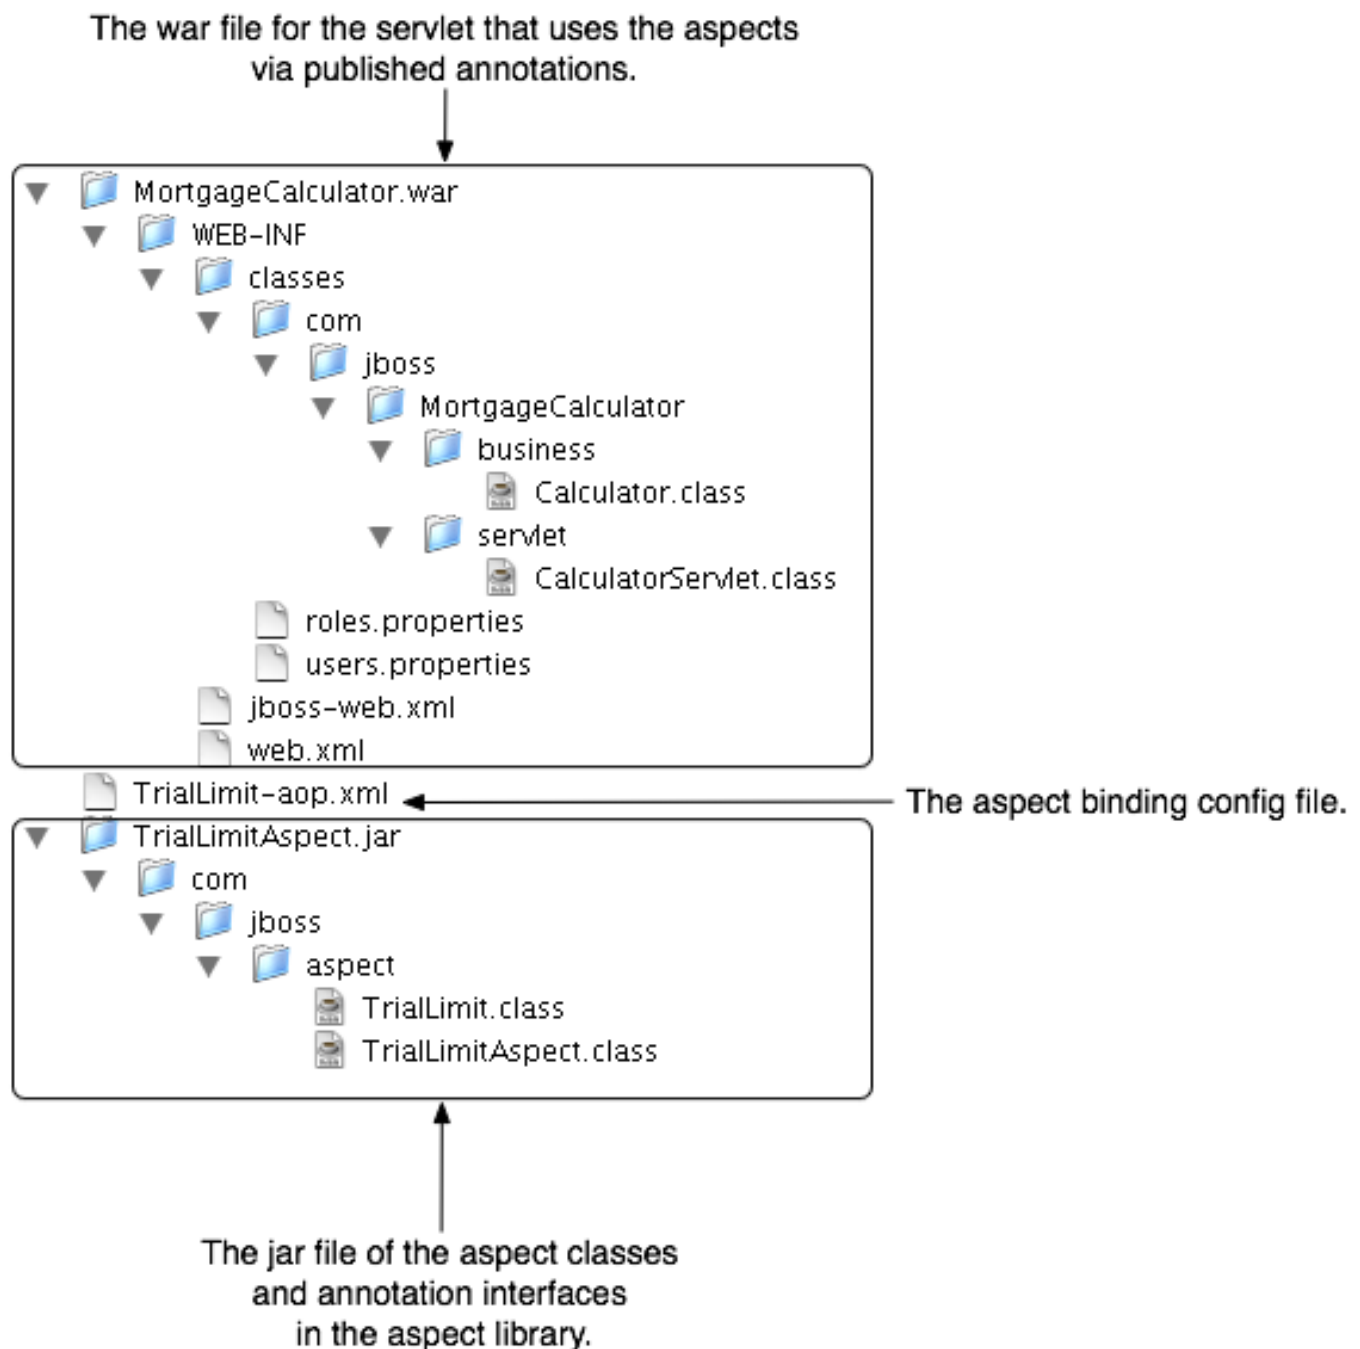 The war file for the servlet that uses the aspects
via published annotations.
MortgageCalculator.war
WEB-INF
classes
com
jboss
MortgageCalculator
business
Calculator.class
servlet
CalculatorServlet.class
roles.properties
users.properties
jboss-web.xml
web.xml
TrialLimit-aop.xml
The aspect binding config file.
TrialLimitAspect.jar
com
jboss
aspect
TrialLimit.class
TrialLimitAspect.class
The jar file of the aspect classes
and annotation interfaces
in the aspect library.